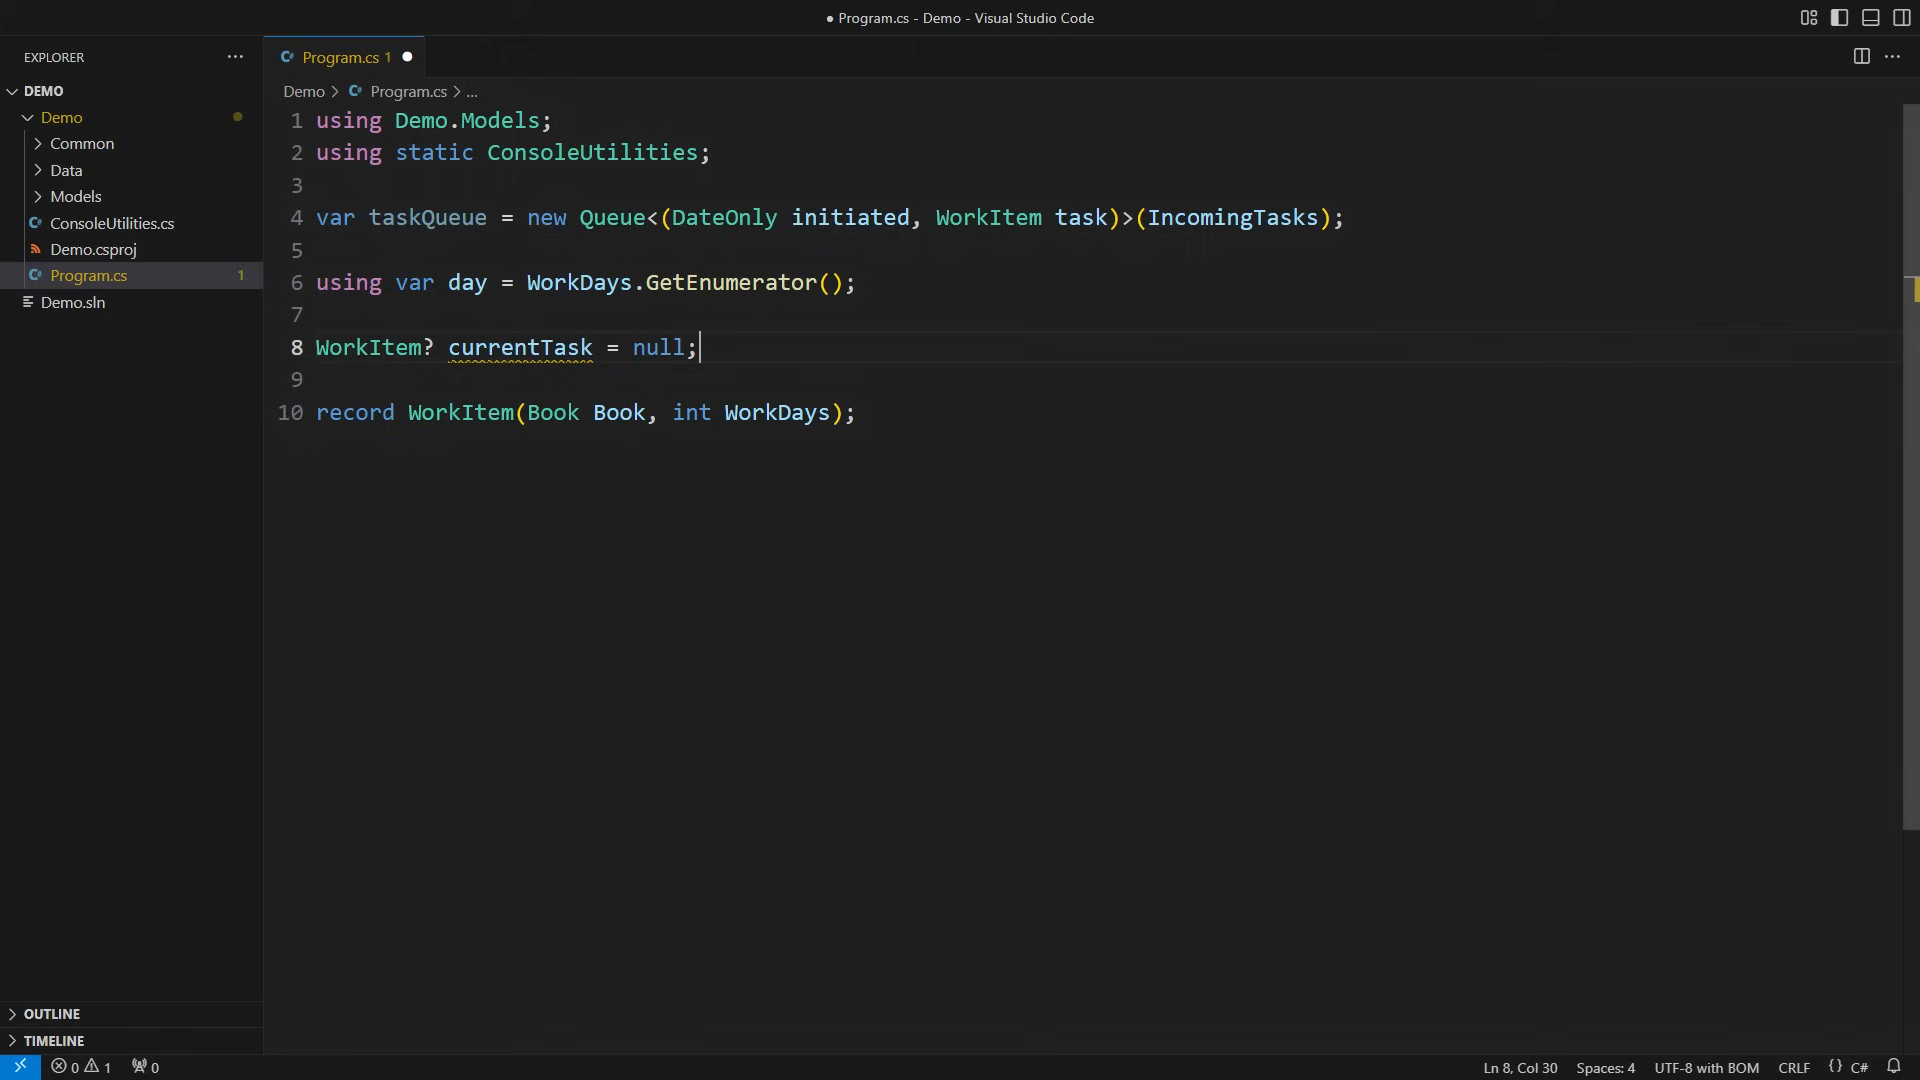 ● Program.cs - Demo - Visual Studio Code
EXPLORER
Program.cs 1
DEMO
Demo
Common
Data
Models
ConsoleUtilities.cs
Demo.csproj
Program.cs 1
Demo.sln
Demo > Program.cs > ...
1 using Demo.Models;
2 using static ConsoleUtilities;
3
4 var taskQueue = new Queue<(DateOnly initiated, WorkItem task)>(IncomingTasks);
5
6 using var day = WorkDays.GetEnumerator();
7
8 WorkItem? currentTask = null;
9
10 record WorkItem(Book Book, int WorkDays);
OUTLINE
TIMELINE
0 1 0 Ln 8, Col 30 Spaces: 4 UTF-8 with BOM CRLF {} C#